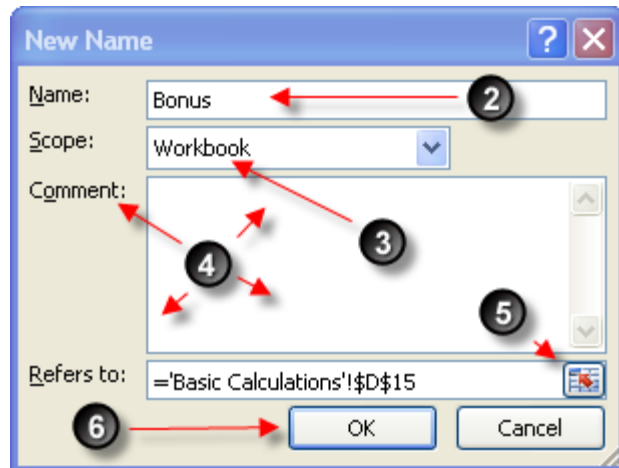 New Name ? X
Name: Bonus 2
Scope: Workbook
Comment:
3
4
5
Refers to: ='Basic Calculations'!$D$15
6 OK Cancel